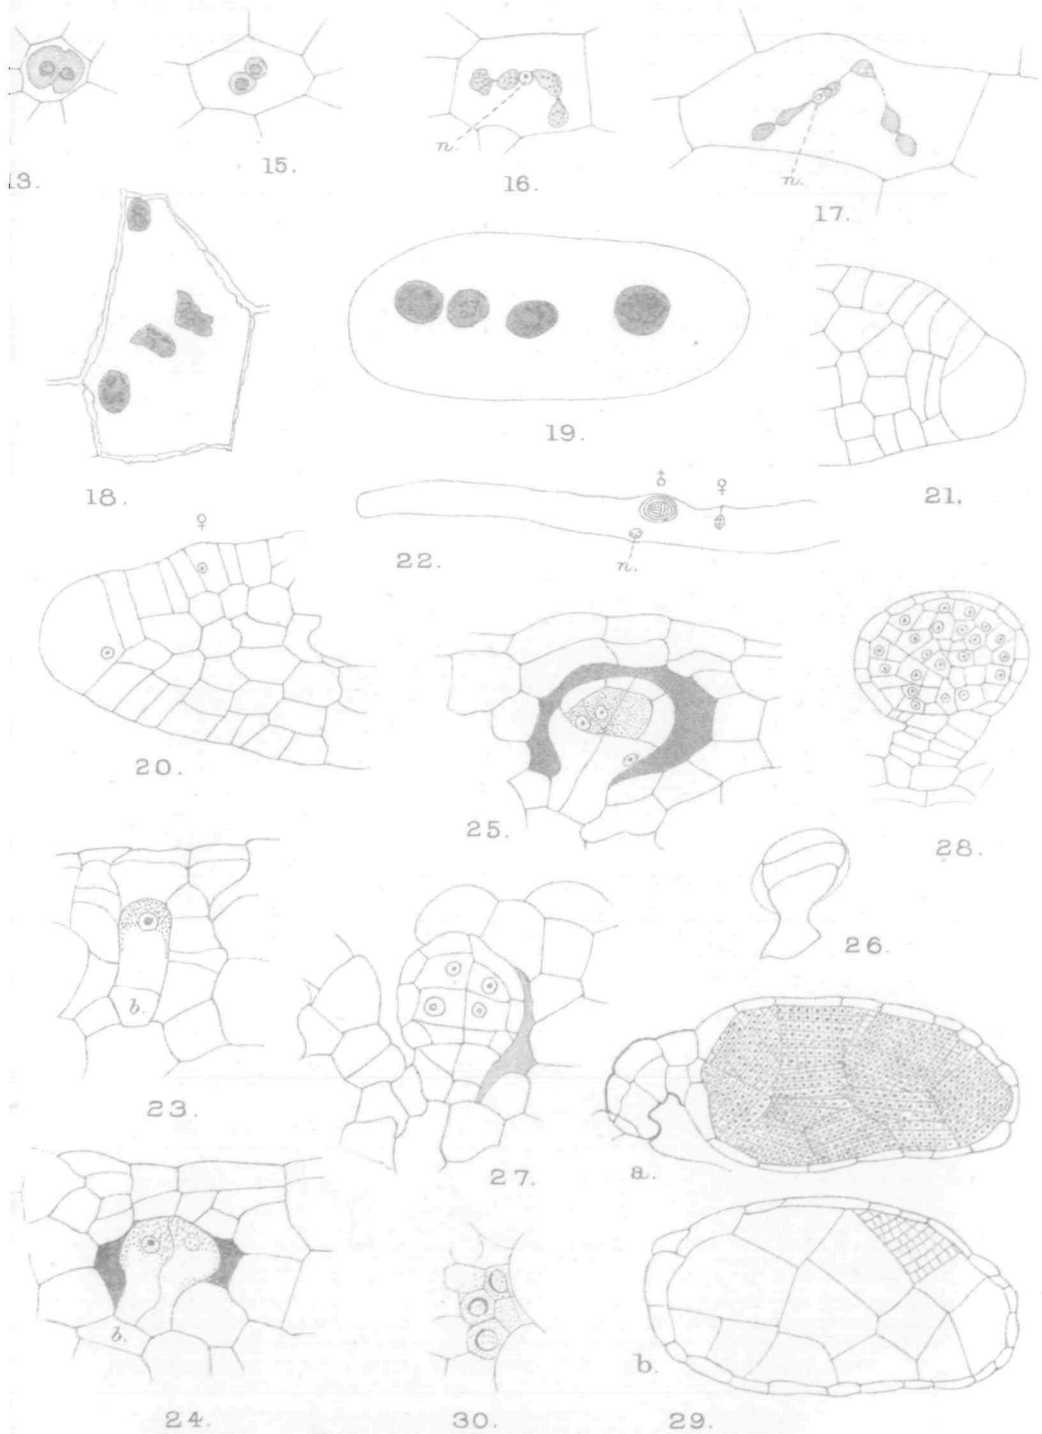 13.
15.
n.
16.
n.
17.
18.
19.
21.
♂ ♀
22.
n.
♀
20.
25.
28.
26.
b.
23.
27.
a.
b.
24.
30.
b.
29.